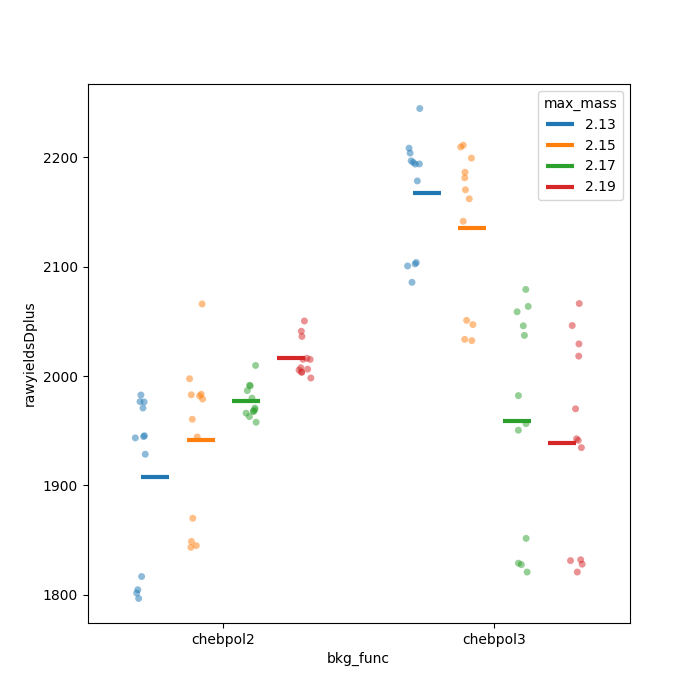 max_mass
2.13
2.15
2.17
2.19
2200
2100
2000
1900
1800
rawyieldsDplus
chebpol2
chebpol3
bkg_func